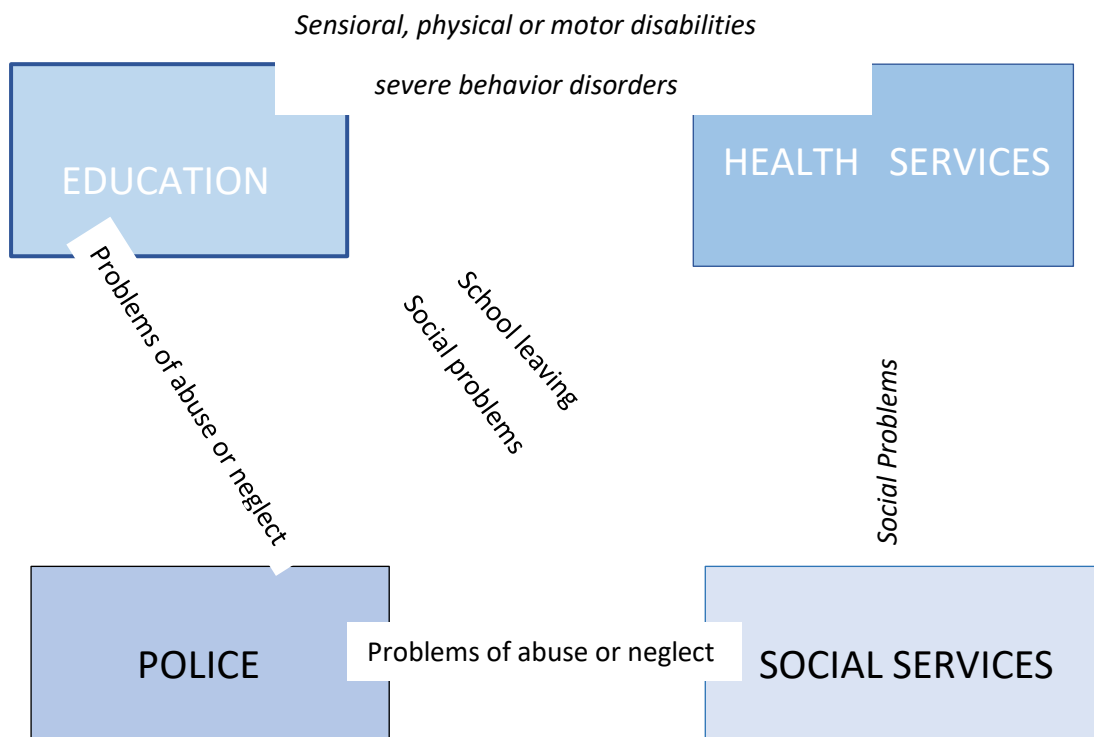 Sensioral, physical or motor disabilities
severe behavior disorders
EDUCATION
HEALTH SERVICES
Problems of abuse or neglect
School leaving
Social problems
Social Problems
POLICE
Problems of abuse or neglect
SOCIAL SERVICES